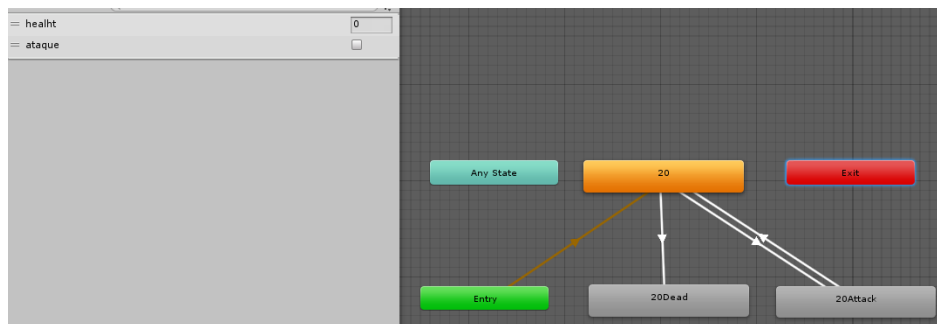 = healht 0
= ataque
Any State 20 Exit
Entry 20Dead 20Attack